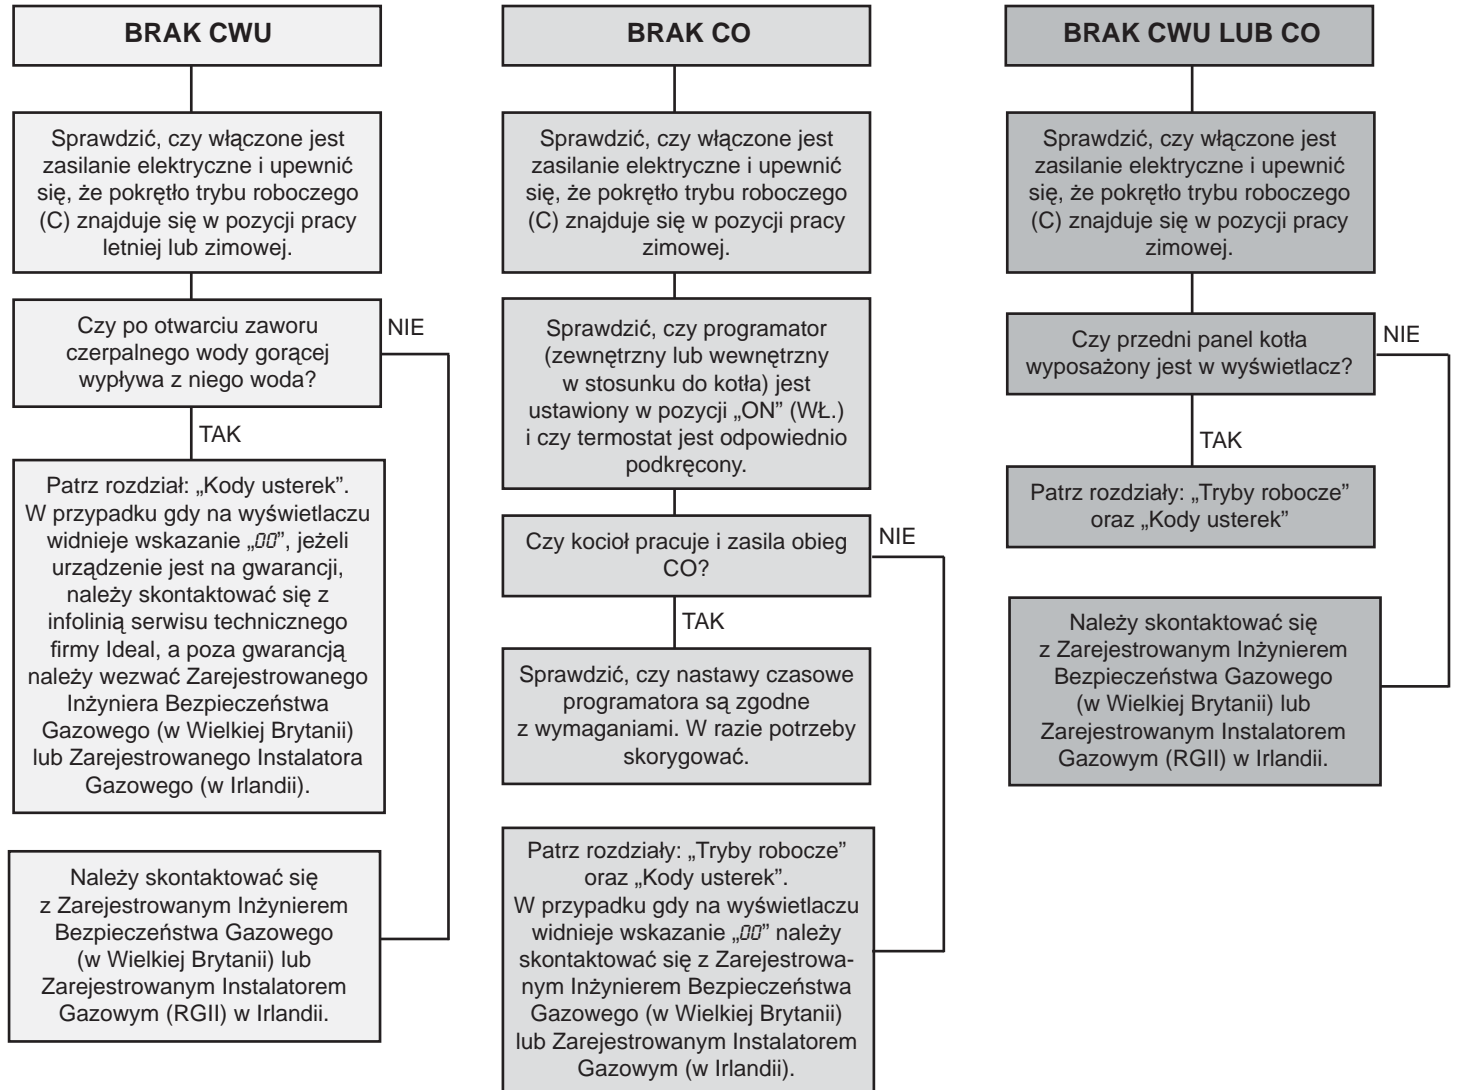 BRAK CWU
Sprawdzić, czy włączone jest
zasilanie elektryczne i upewnić
się, że pokrętło trybu roboczego
(C) znajduje się w pozycji pracy
letniej lub zimowej.
Czy po otwarciu zaworu
czerpalnego wody gorącej
wypływa z niego woda?
NIE
TAK
Patrz rozdział: „Kody usterek”.
W przypadku gdy na wyświetlaczu
widnieje wskazanie „00”, jeżeli
urządzenie jest na gwarancji,
należy skontaktować się z
infolinią serwisu technicznego
firmy Ideal, a poza gwarancją
należy wezwać Zarejestrowanego
Inżyniera Bezpieczeństwa
Gazowego (w Wielkiej Brytanii)
lub Zarejestrowanego Instalatora
Gazowego (w Irlandii).
Należy skontaktować się
z Zarejestrowanym Inżynierem
Bezpieczeństwa Gazowego
(w Wielkiej Brytanii) lub
Zarejestrowanym Instalatorem
Gazowym (RGII) w Irlandii.
BRAK CO
Sprawdzić, czy włączone jest
zasilanie elektryczne i upewnić
się, że pokrętło trybu roboczego
(C) znajduje się w pozycji pracy
zimowej.
Sprawdzić, czy programator
(zewnętrzny lub wewnętrzny
w stosunku do kotła) jest
ustawiony w pozycji „ON” (WŁ.)
i czy termostat jest odpowiednio
podkręcony.
Czy kocioł pracuje i zasila obieg
CO?
NIE
TAK
Sprawdzić, czy nastawy czasowe
programatora są zgodne
z wymaganiami. W razie potrzeby
skorygować.
Patrz rozdziały: „Tryby robocze”
oraz „Kody usterek”.
W przypadku gdy na wyświetlaczu
widnieje wskazanie „00” należy
skontaktować się z Zarejestrowa-
nym Inżynierem Bezpieczeństwa
Gazowego (w Wielkiej Brytanii)
lub Zarejestrowanym Instalatorem
Gazowym (w Irlandii).
BRAK CWU LUB CO
Sprawdzić, czy włączone jest
zasilanie elektryczne i upewnić
się, że pokrętło trybu roboczego
(C) znajduje się w pozycji pracy
zimowej.
Czy przedni panel kotła
wyposażony jest w wyświetlacz?
NIE
TAK
Patrz rozdziały: „Tryby robocze”
oraz „Kody usterek”
Należy skontaktować się
z Zarejestrowanym Inżynierem
Bezpieczeństwa Gazowego
(w Wielkiej Brytanii) lub
Zarejestrowanym Instalatorem
Gazowym (RGII) w Irlandii.